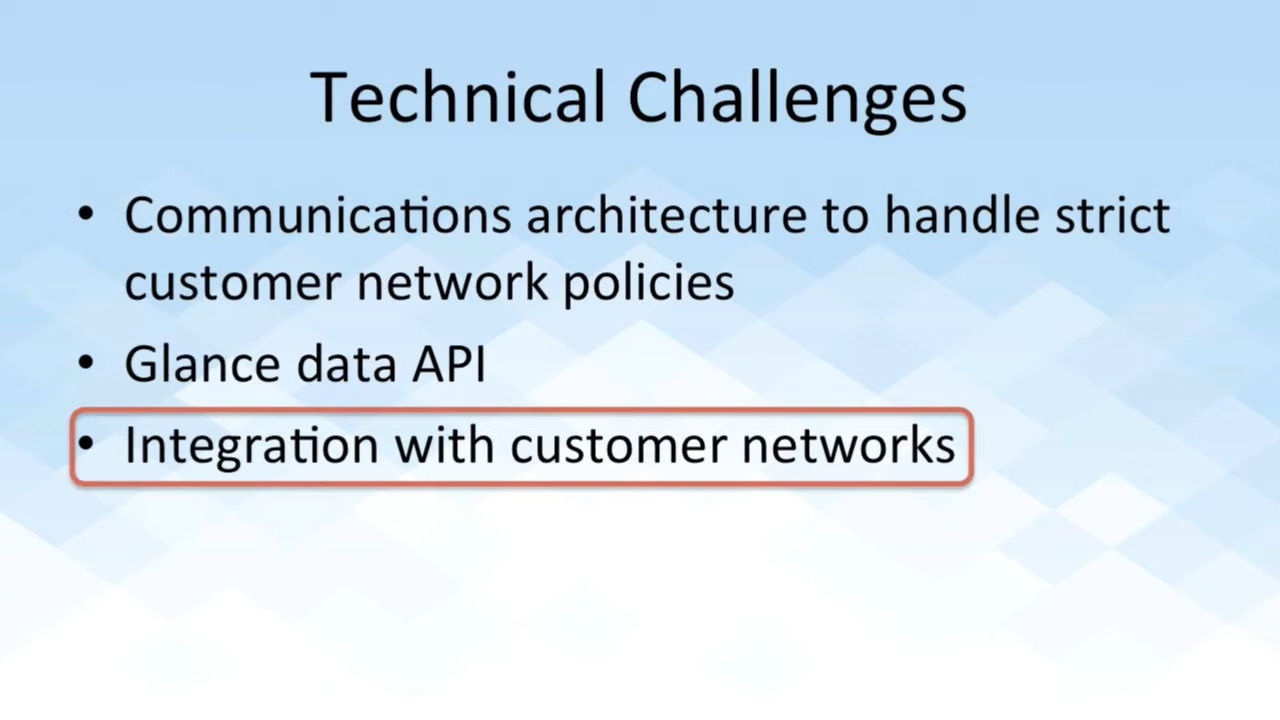 Technical Challenges
• Communications architecture to handle strict
customer network policies
• Glance data API
• Integration with customer networks